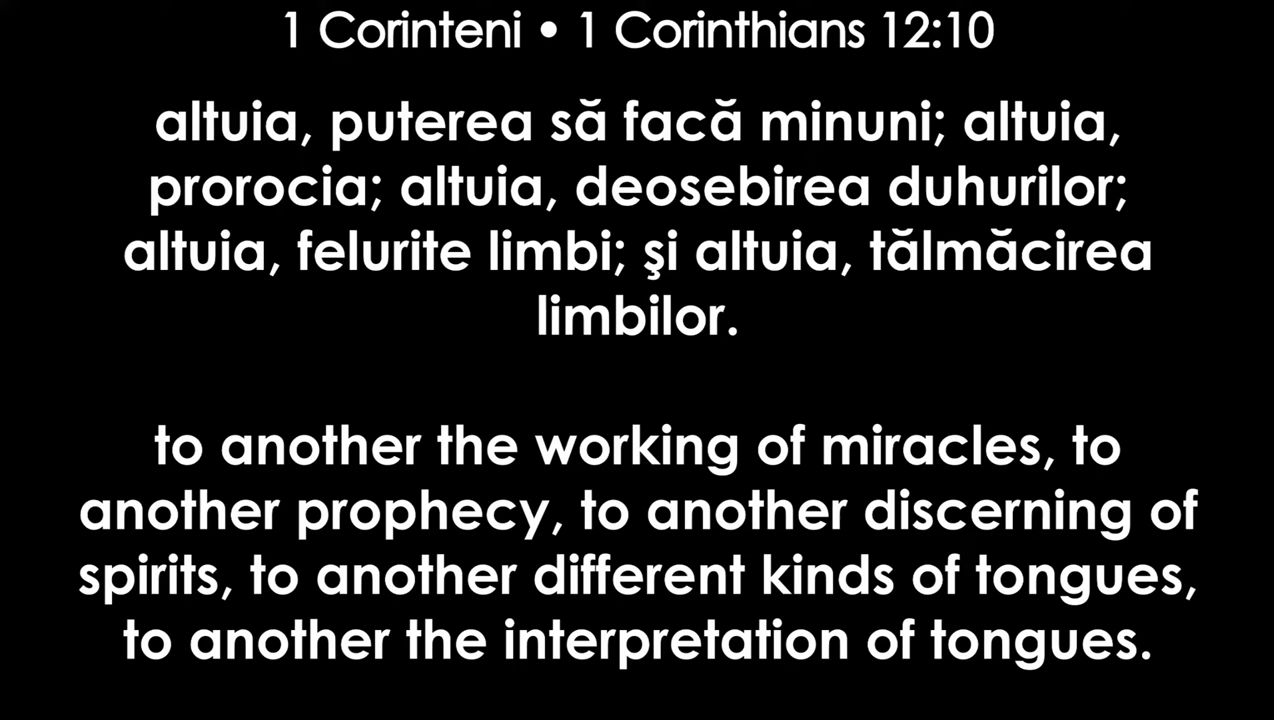 1 Corinteni • 1 Corinthians 12:10
altuia, puterea să facă minuni; altuia,
prorocia; altuia, deosebirea duhurilor;
altuia, felurite limbi; şi altuia, tălmăcirea
limbilor.
to another the working of miracles, to
another prophecy, to another discerning of
spirits, to another different kinds of tongues,
to another the interpretation of tongues.